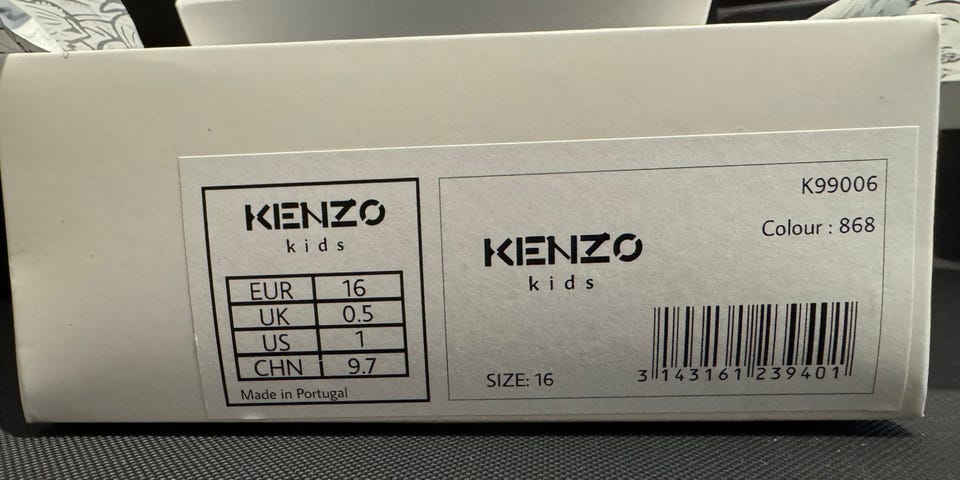 KENZO
kids
EUR 16
UK 0.5
US 1
CHN 9.7
Made in Portugal
K99006
Colour : 868
KENZO
kids
SIZE: 16
3 143161 239401